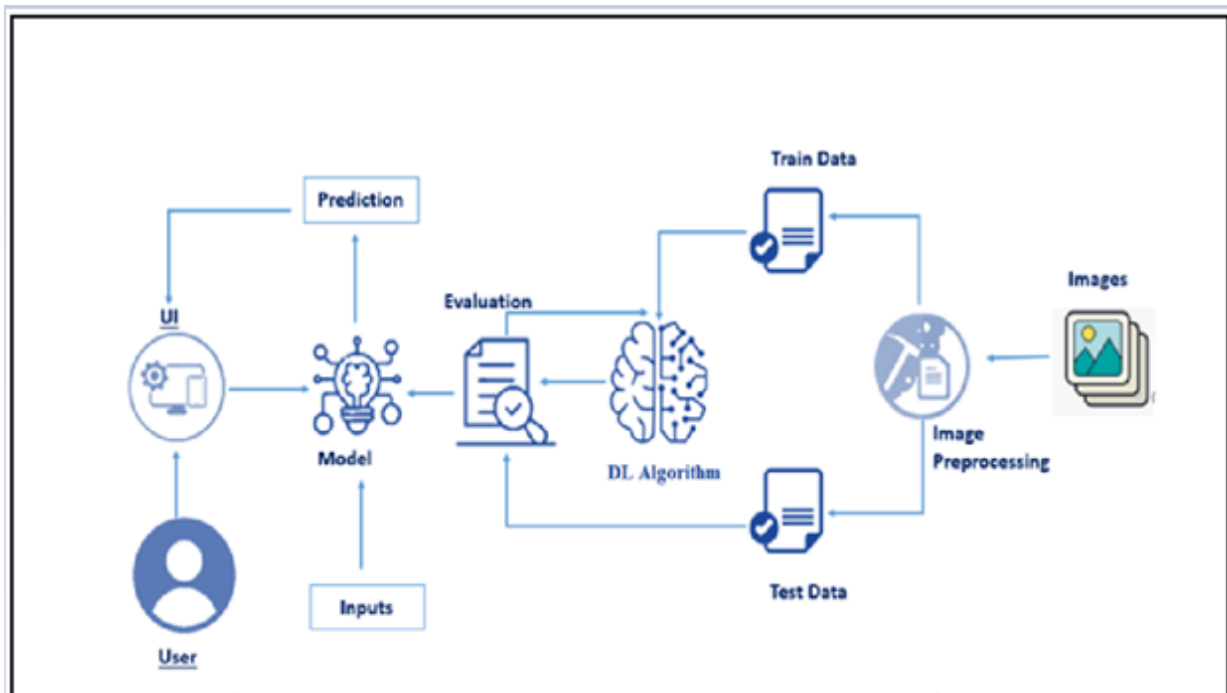 Train Data
Prediction
Images
Evaluation
UI
Image
Preprocessing
Model
DL Algorithm
Test Data
Inputs
User